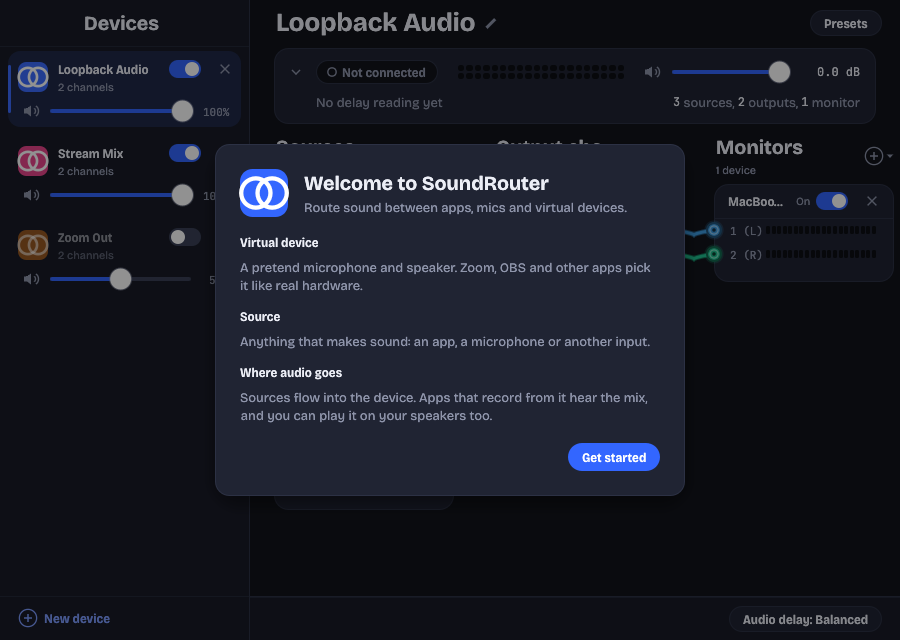 Devices
Loopback Audio
2 channels
100%
Stream Mix
2 channels
Zoom Out
2 channels
New device
Loopback Audio
Presets
Not connected
0.0 dB
No delay reading yet
3 sources, 2 outputs, 1 monitor
Monitors
1 device
MacBoo...
On
1 (L)
2 (R)
Welcome to SoundRouter
Route sound between apps, mics and virtual devices.
Virtual device
A pretend microphone and speaker. Zoom, OBS and other apps pick
it like real hardware.
Source
Anything that makes sound: an app, a microphone or another input.
Where audio goes
Sources flow into the device. Apps that record from it hear the mix,
and you can play it on your speakers too.
Get started
Audio delay: Balanced